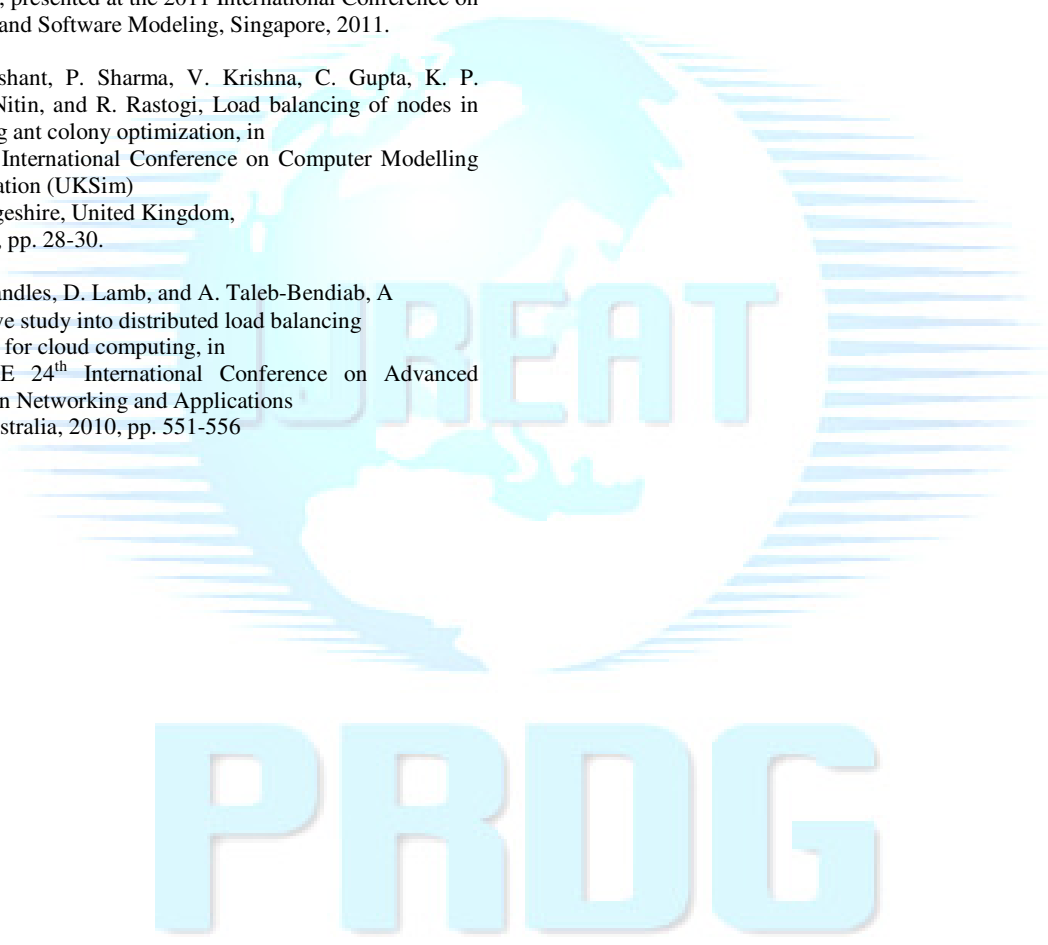 , presented at the 2011 International Conference on
and Software Modeling, Singapore, 2011.
shant, P. Sharma, V. Krishna, C. Gupta, K. P.
Nitin, and R. Rastogi, Load balancing of nodes in
g ant colony optimization, in
International Conference on Computer Modelling
ation (UKSim)
geshire, United Kingdom,
, pp. 28-30.
andles, D. Lamb, and A. Taleb-Bendiab, A
ve study into distributed load balancing
for cloud computing, in
E 24th International Conference on Advanced
n Networking and Applications
stralia, 2010, pp. 551-556
IJREAT
PRDG